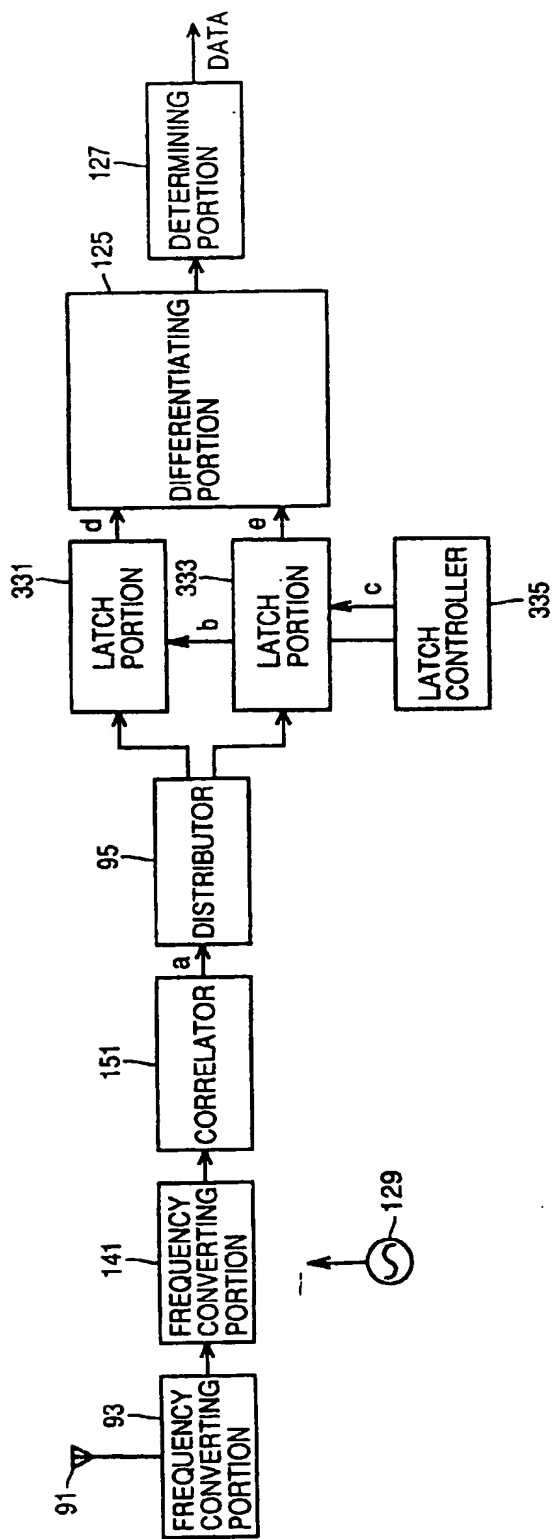 91
93
FREQUENCY
CONVERTING
PORTION
141
FREQUENCY
CONVERTING
PORTION
129
151
CORRELATOR
a
95
DISTRIBUTOR
331
LATCH
PORTION
d
b
333
LATCH
PORTION
e
c
LATCH
CONTROLLER
335
125
DIFFERENTIATING
PORTION
127
DETERMINING
PORTION
DATA